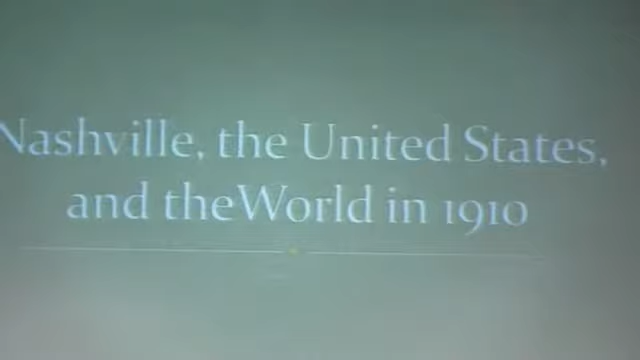 Nashville, the United States,
and theWorld in 1910